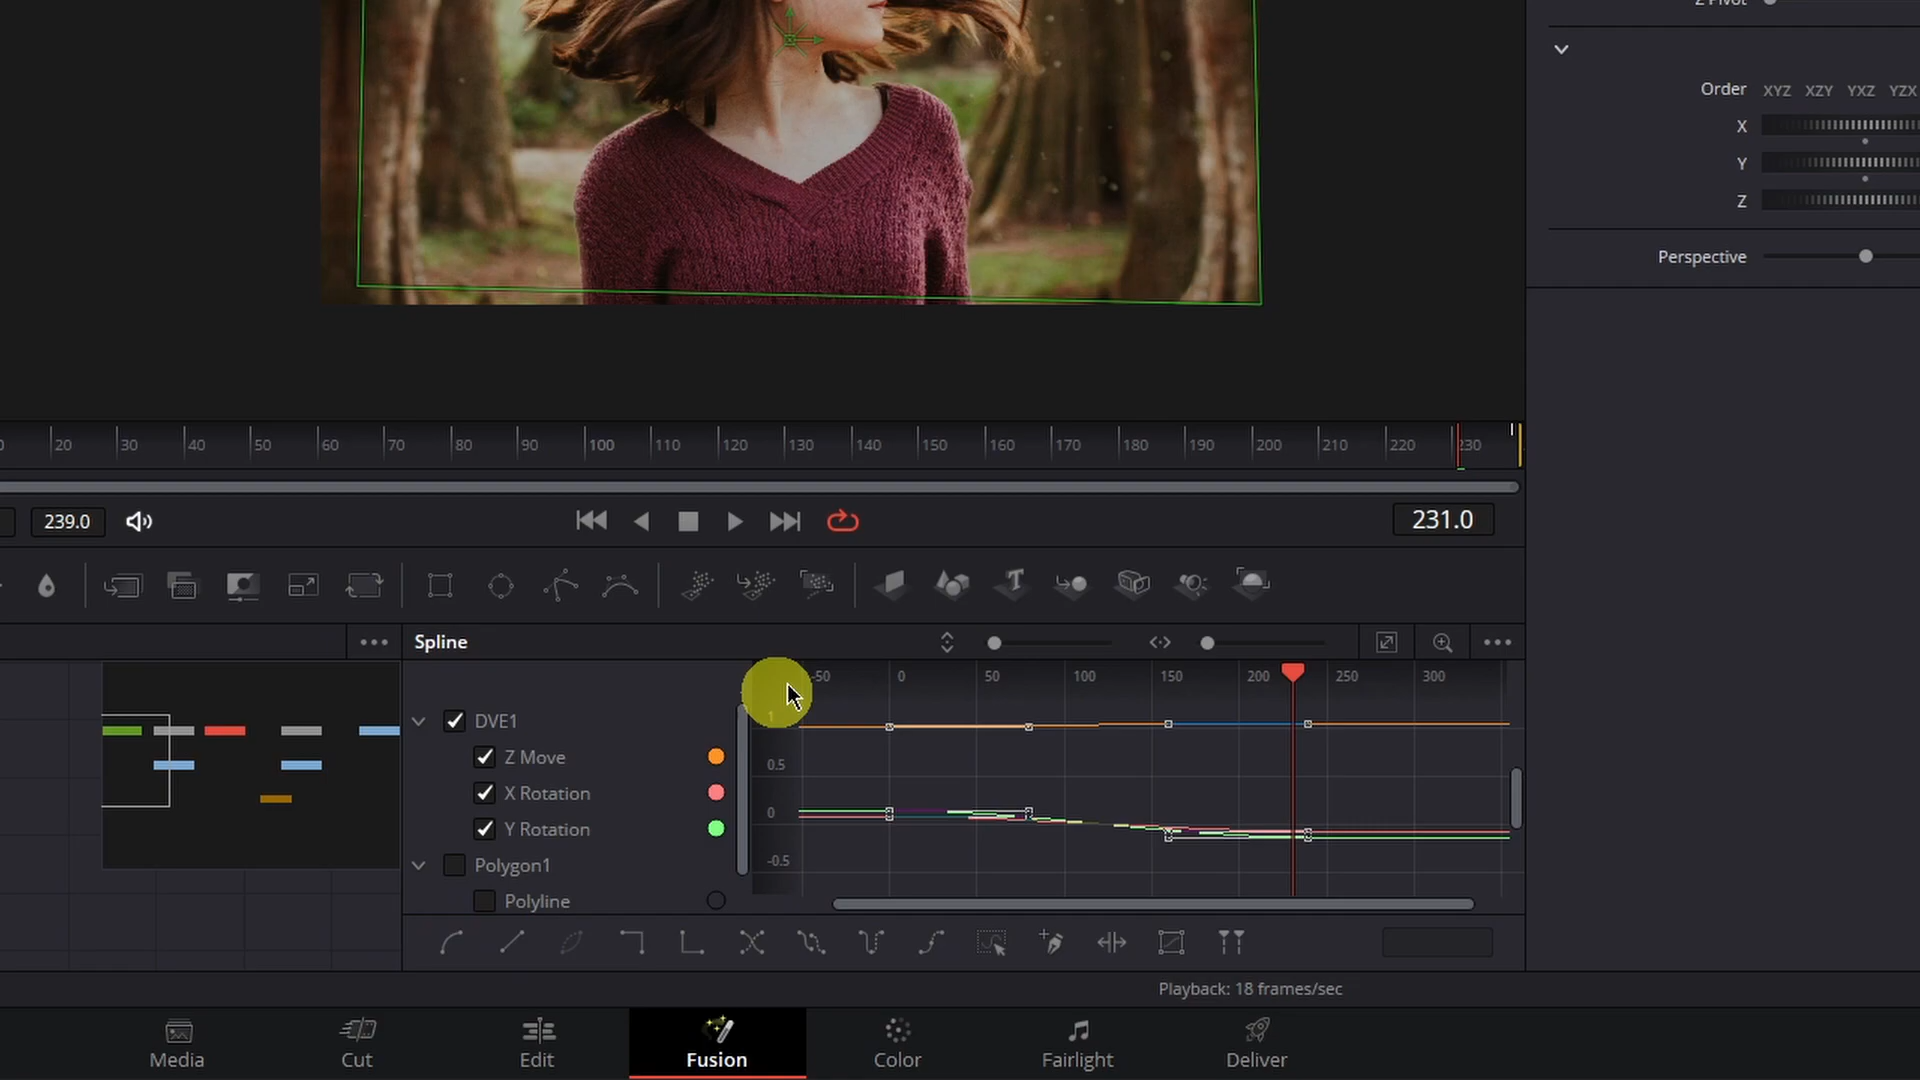 Z Pivot
Order XYZ XZY YXZ YZX
X
Y
Z
Perspective
0 20 30 40 50 60 70 80 90 100 110 120 130 140 150 160 170 180 190 200 210 220 230
239.0
231.0
Spline
-50 0 50 100 150 200 250 300
DVE1
1
Z Move
0.5
X Rotation
0
Y Rotation
Polygon1
-0.5
Polyline
Playback: 18 frames/sec
Media Cut Edit Fusion Color Fairlight Deliver